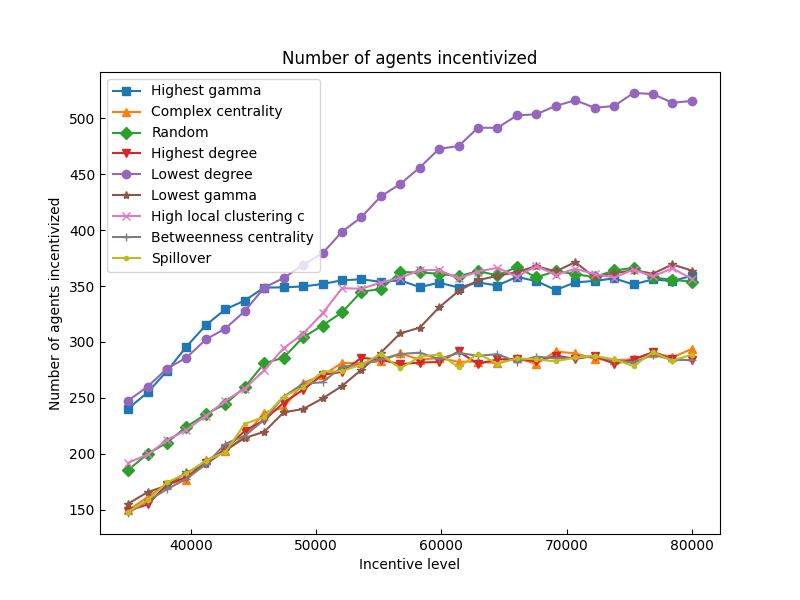 Number of agents incentivized
Highest gamma
Complex centrality
Random
Highest degree
Lowest degree
Lowest gamma
High local clustering c
Betweenness centrality
Spillover
500
450
400
350
300
250
200
150
Number of agents incentivized
40000 50000 60000 70000 80000
Incentive level